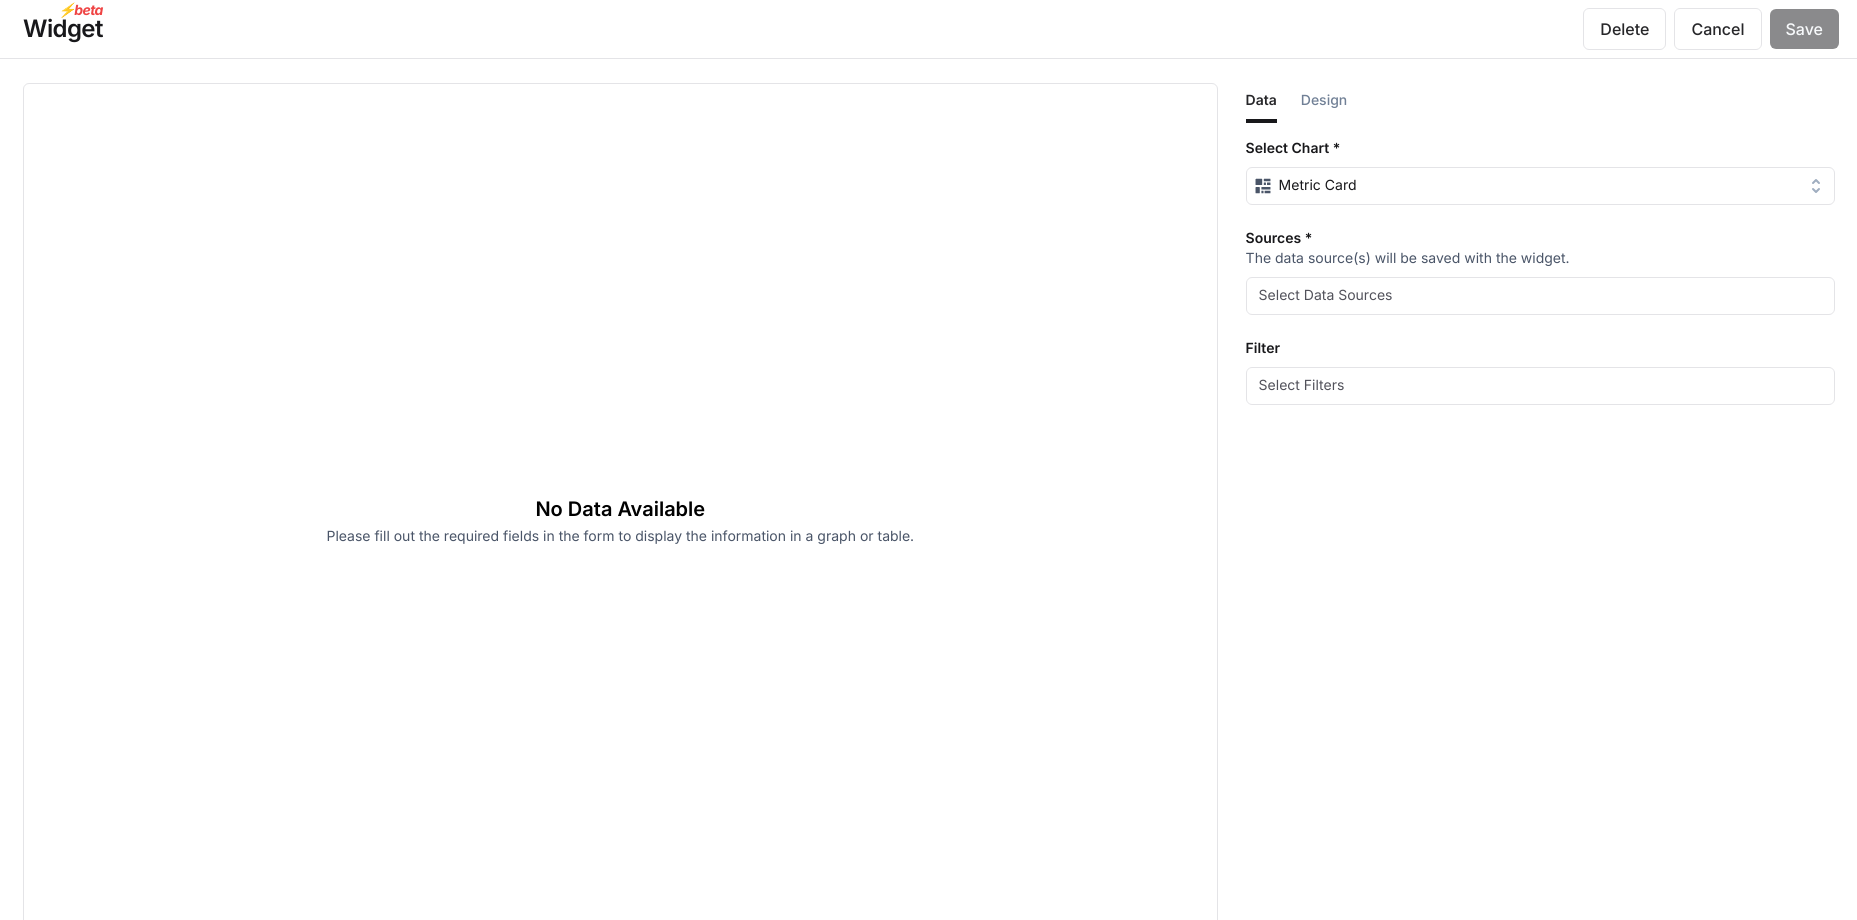 ⚡beta
Widget
Delete
Cancel
Save
Data
Design
Select Chart *
Metric Card
Sources *
The data source(s) will be saved with the widget.
Select Data Sources
Filter
Select Filters
No Data Available
Please fill out the required fields in the form to display the information in a graph or table.